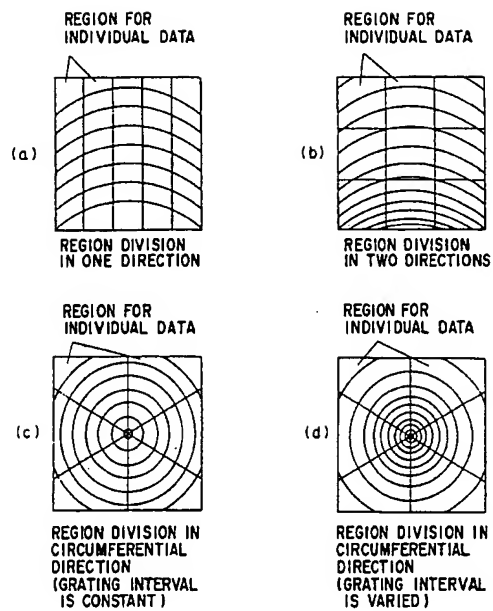 REGION FOR
INDIVIDUAL DATA
(a)
REGION DIVISION
IN ONE DIRECTION
REGION FOR
INDIVIDUAL DATA
(b)
REGION DIVISION
IN TWO DIRECTIONS
REGION FOR
INDIVIDUAL DATA
(c)
REGION DIVISION IN
CIRCUMFERENTIAL
DIRECTION
(GRATING INTERVAL
IS CONSTANT)
REGION FOR
INDIVIDUAL DATA
(d)
REGION DIVISION IN
CIRCUMFERENTIAL
DIRECTION
(GRATING INTERVAL
IS VARIED)